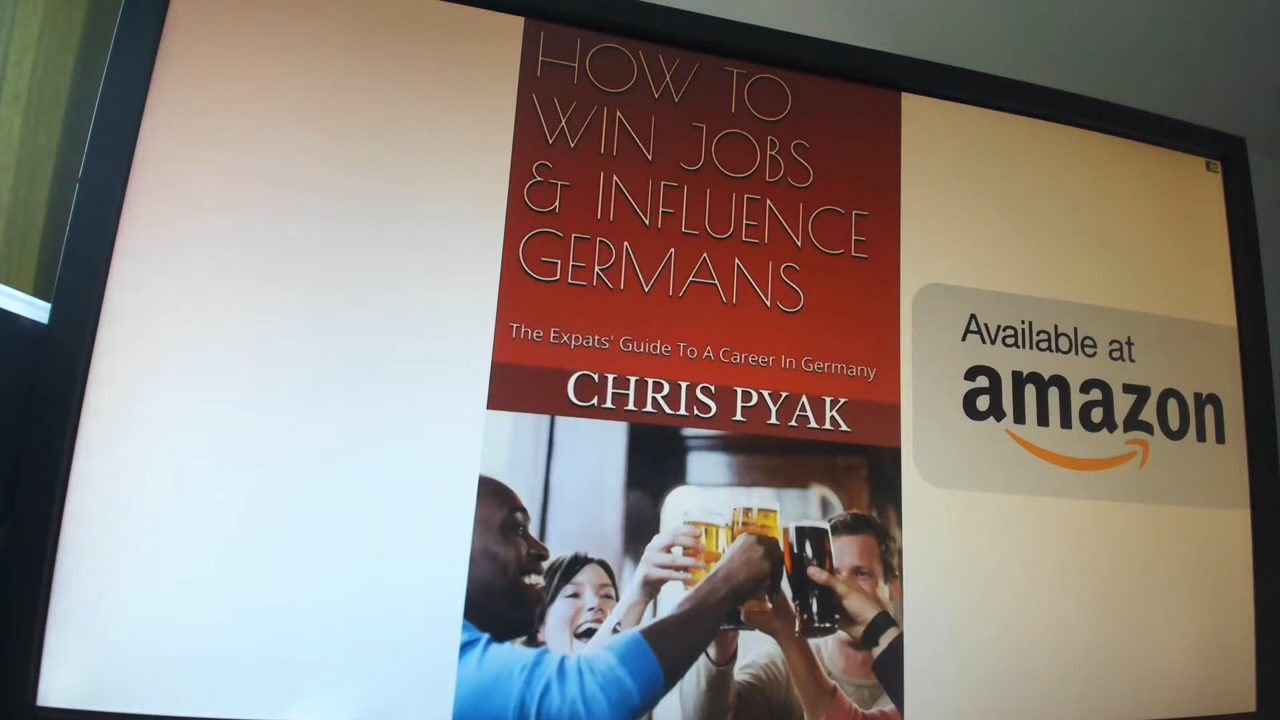 HOW TO
WIN JOBS
& INFLUENCE
GERMANS
The Expats' Guide To A Career In Germany
CHRIS PYAK
Available at
amazon